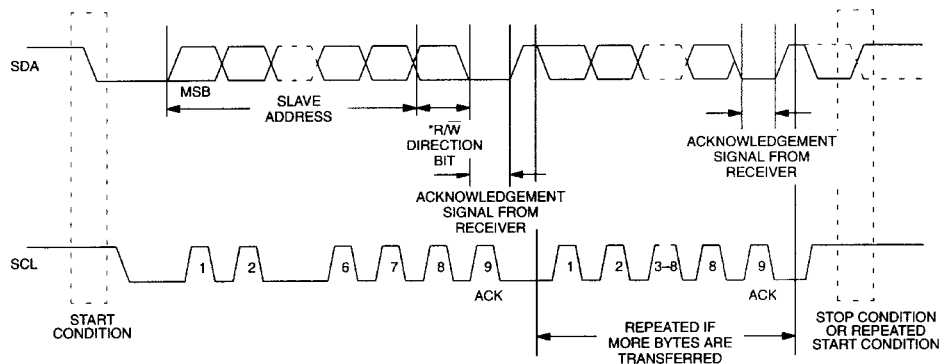 SDA
MSB
SLAVE
ADDRESS
*R/W̅
DIRECTION
BIT
ACKNOWLEDGEMENT
SIGNAL FROM
RECEIVER
ACKNOWLEDGEMENT
SIGNAL FROM
RECEIVER
SCL
1 2 6 7 8 9 1 2 3–8 8 9
ACK ACK
START
CONDITION
REPEATED IF
MORE BYTES ARE
TRANSFERRED
STOP CONDITION
OR REPEATED
START CONDITION